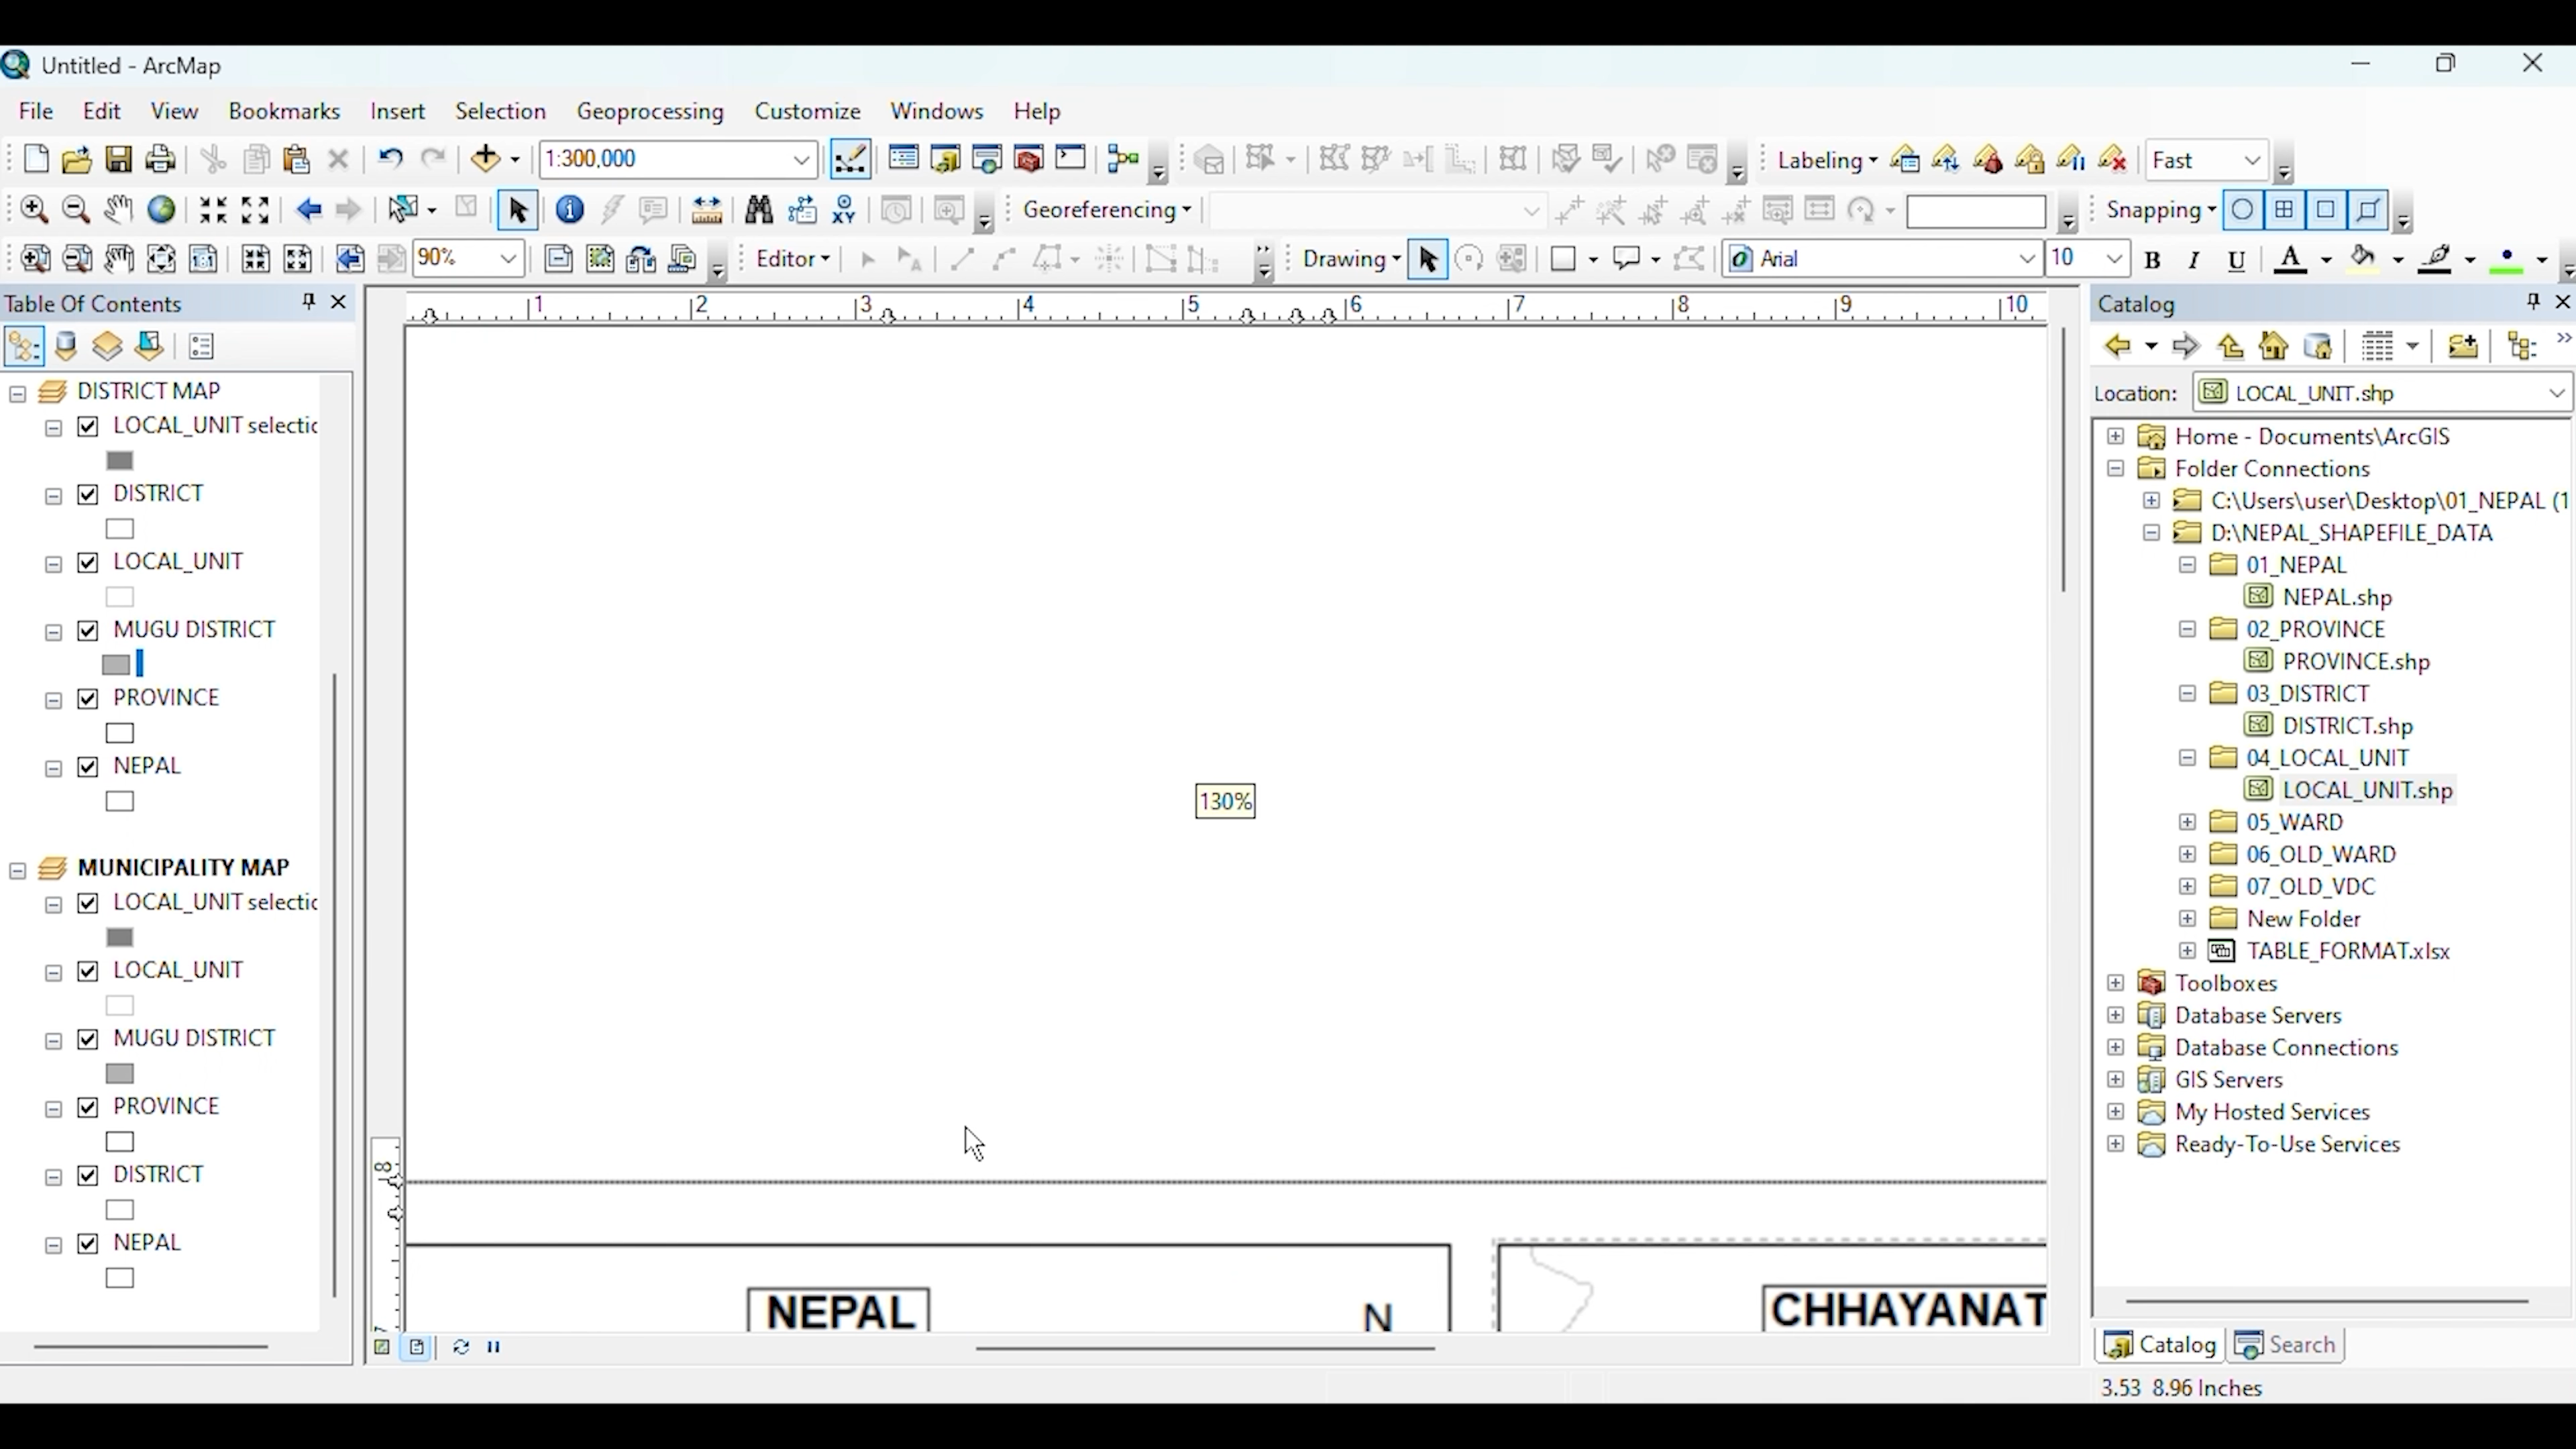 Untitled - ArcMap
File Edit View Bookmarks Insert Selection Geoprocessing Customize Windows Help
1:300,000 Labeling Fast
XY Georeferencing Snapping
90% Editor Drawing Arial 10 B I U A
Table Of Contents
DISTRICT MAP
LOCAL_UNIT selectic
DISTRICT
LOCAL_UNIT
MUGU DISTRICT
PROVINCE
NEPAL
MUNICIPALITY MAP
LOCAL_UNIT selectic
LOCAL_UNIT
MUGU DISTRICT
PROVINCE
DISTRICT
NEPAL
1 2 3 4 5 6 7 8 9 10
130%
8
NEPAL
N
CHHAYANAT
Catalog
Location: LOCAL_UNIT.shp
Home - Documents\ArcGIS
Folder Connections
C:\Users\user\Desktop\01_NEPAL (1
D:\NEPAL_SHAPEFILE_DATA
01_NEPAL
NEPAL.shp
02_PROVINCE
PROVINCE.shp
03_DISTRICT
DISTRICT.shp
04_LOCAL_UNIT
LOCAL_UNIT.shp
05_WARD
06_OLD_WARD
07_OLD_VDC
New Folder
TABLE_FORMAT.xlsx
Toolboxes
Database Servers
Database Connections
GIS Servers
My Hosted Services
Ready-To-Use Services
Catalog Search
3.53 8.96 Inches